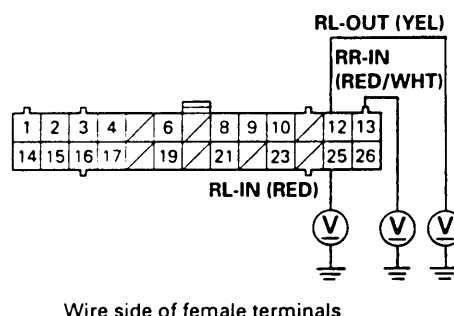 RL-OUT (YEL)
RR-IN
(RED/WHT)
1 2 3 4 6 8 9 10 12 13
14 15 16 17 19 21 23 25 26
RL-IN (RED)
V V V
Wire side of female terminals